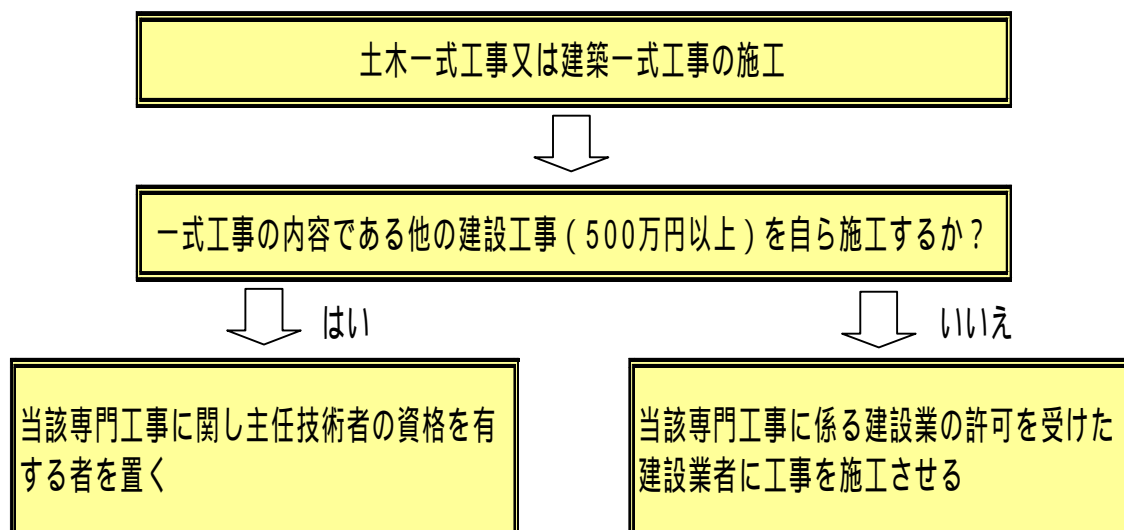 土木一式工事又は建築一式工事の施工
一式工事の内容である他の建設工事(500万円以上)を自ら施工するか?
はい
いいえ
当該専門工事に関し主任技術者の資格を有
する者を置く
当該専門工事に係る建設業の許可を受けた
建設業者に工事を施工させる